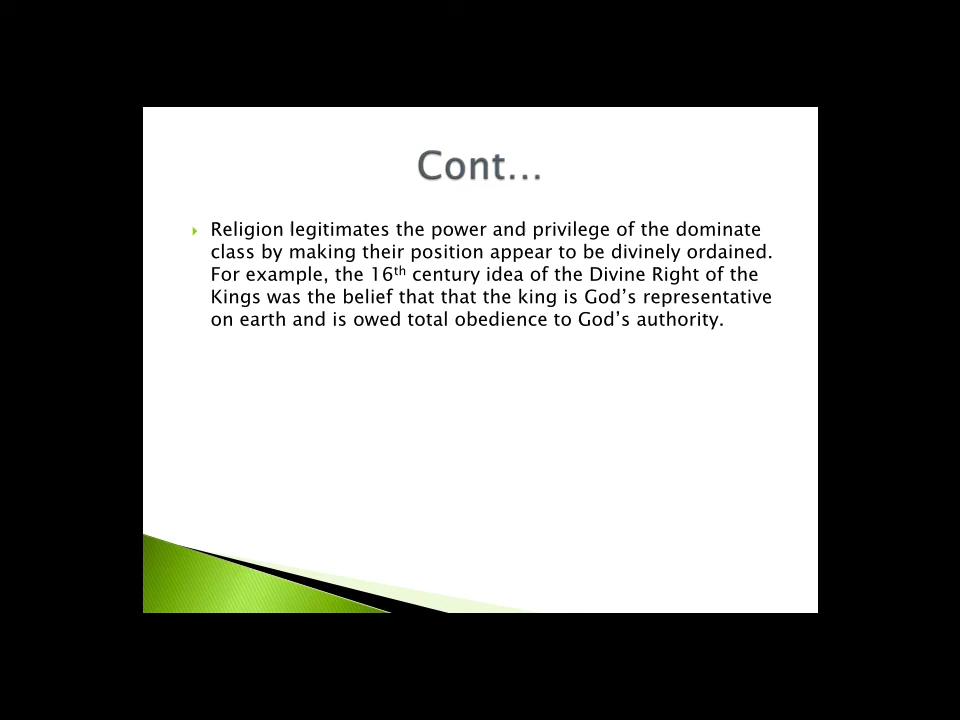 Cont...
Religion legitimates the power and privilege of the dominate
class by making their position appear to be divinely ordained.
For example, the 16th century idea of the Divine Right of the
Kings was the belief that that the king is God’s representative
on earth and is owed total obedience to God’s authority.